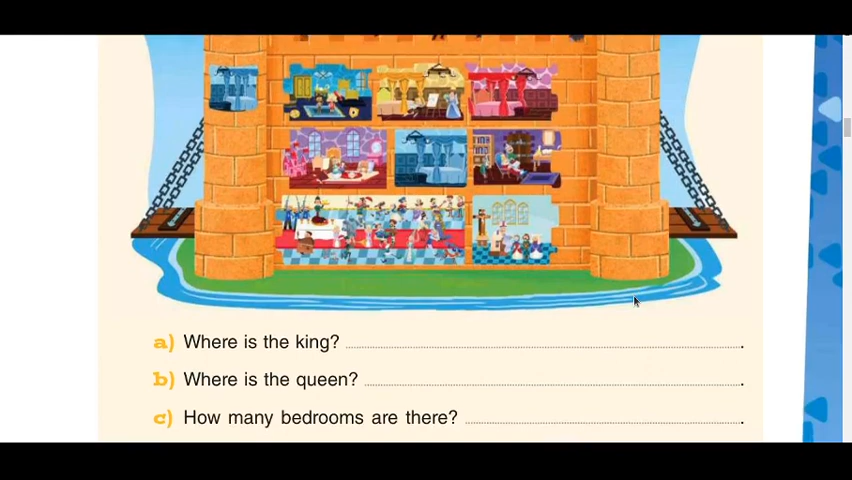 a) Where is the king? .
b) Where is the queen? .
c) How many bedrooms are there? .